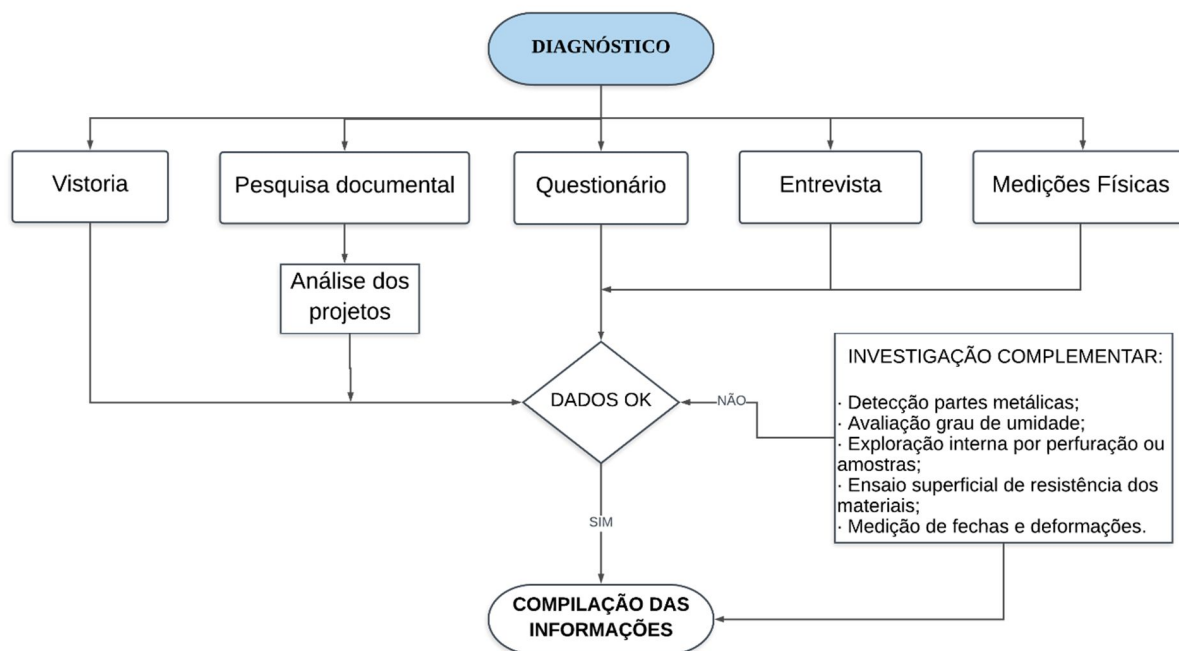 DIAGNÓSTICO
Vistoria
Pesquisa documental
Questionário
Entrevista
Medições Físicas
Análise dos
projetos
DADOS OK
NÃO
INVESTIGAÇÃO COMPLEMENTAR:
· Detecção partes metálicas;
· Avaliação grau de umidade;
· Exploração interna por perfuração ou
amostras;
· Ensaio superficial de resistência dos
materiais;
· Medição de fechas e deformações.
SIM
COMPILAÇÃO DAS
INFORMAÇÕES